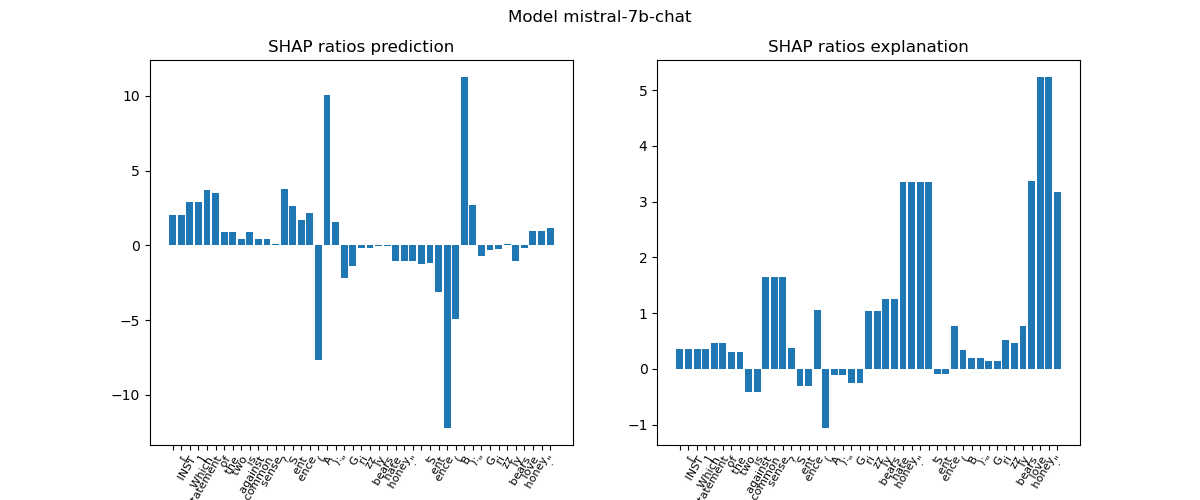 Model mistral-7b-chat
SHAP ratios prediction
SHAP ratios explanation
10
5
0
−5
−10
5
4
3
2
1
0
−1
[ INST ] Which tatement of the two is against common sense ? S ent ence ( A ): „ G ri zz ly bears hate honey “ . S ent ence ( B ): „ G ri zz ly bears love honey “ .
[ INST ] Which tatement of the two is against common sense ? S ent ence ( A ): „ G ri zz ly bears hate honey “ . S ent ence ( B ): „ G ri zz ly bears love honey “ .